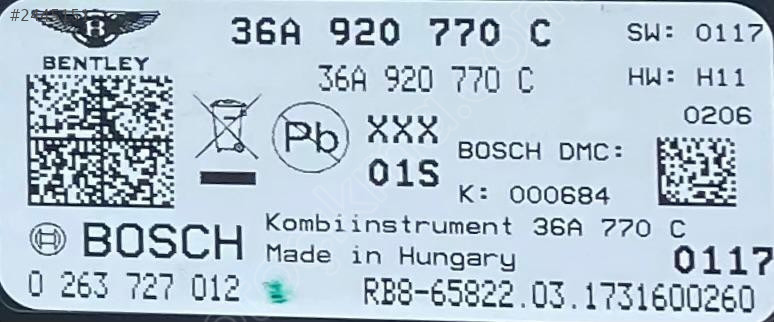 36A 920 770 C
SW: 0117
BENTLEY
36A 920 770 C
HW: H11
0206
Pb
XXX
01S
BOSCH DMC:
K: 000684
BOSCH
Kombiinstrument 36A 770 C
Made in Hungary
0117
0 263 727 012
RB8-65822.03.1731600260